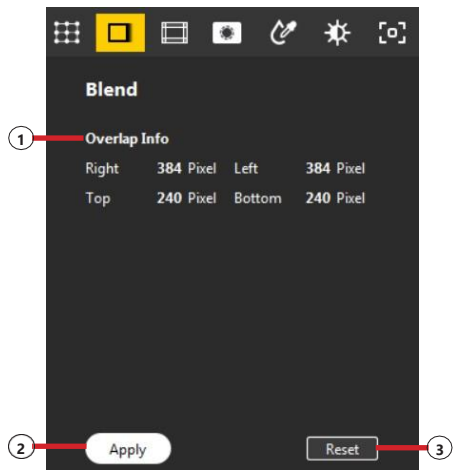 Blend
1 Overlap Info
Right 384 Pixel Left 384 Pixel
Top 240 Pixel Bottom 240 Pixel
2 Apply Reset 3